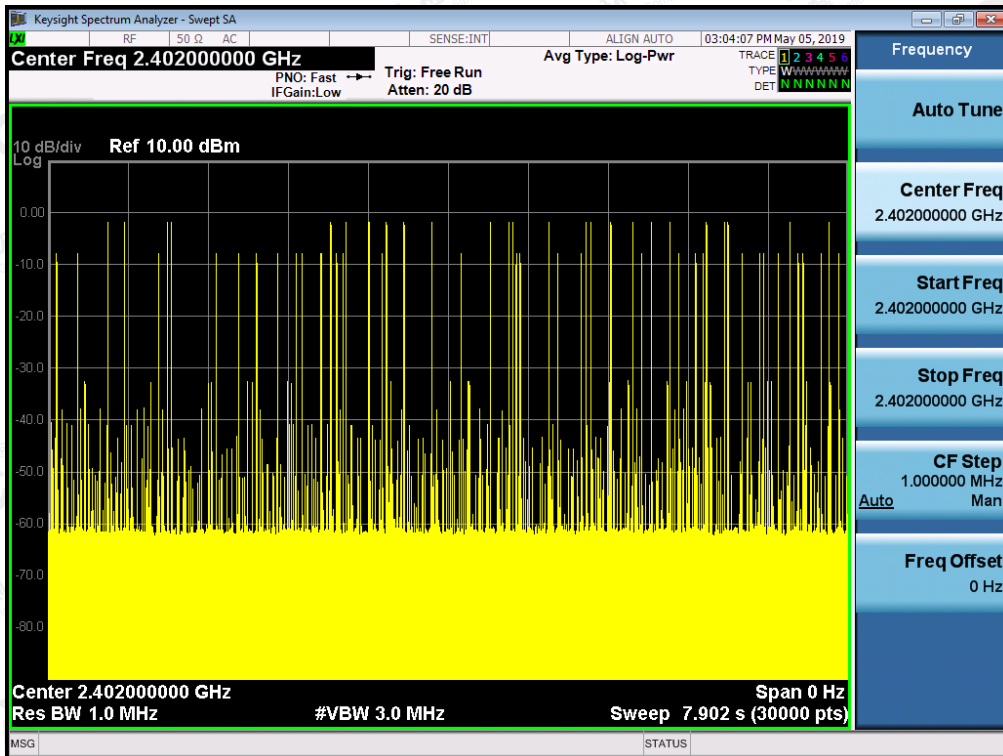 Keysight Spectrum Analyzer - Swept SA
LXI RF 50 Ω AC SENSE:INT ALIGN AUTO 03:04:07 PM May 05, 2019
Center Freq 2.402000000 GHz
PNO: Fast
IFGain:Low
Trig: Free Run
Atten: 20 dB
Avg Type: Log-Pwr
TRACE 1 2 3 4 5 6
TYPE W WWWWW
DET N N N N N N
10 dB/div Ref 10.00 dBm
Log
0.00
-10.0
-20.0
-30.0
-40.0
-50.0
-60.0
-70.0
-80.0
Center 2.402000000 GHz Span 0 Hz
Res BW 1.0 MHz #VBW 3.0 MHz Sweep 7.902 s (30000 pts)
MSG STATUS
Frequency
Auto Tune
Center Freq
2.402000000 GHz
Start Freq
2.402000000 GHz
Stop Freq
2.402000000 GHz
CF Step
1.000000 MHz
Auto Man
Freq Offset
0 Hz